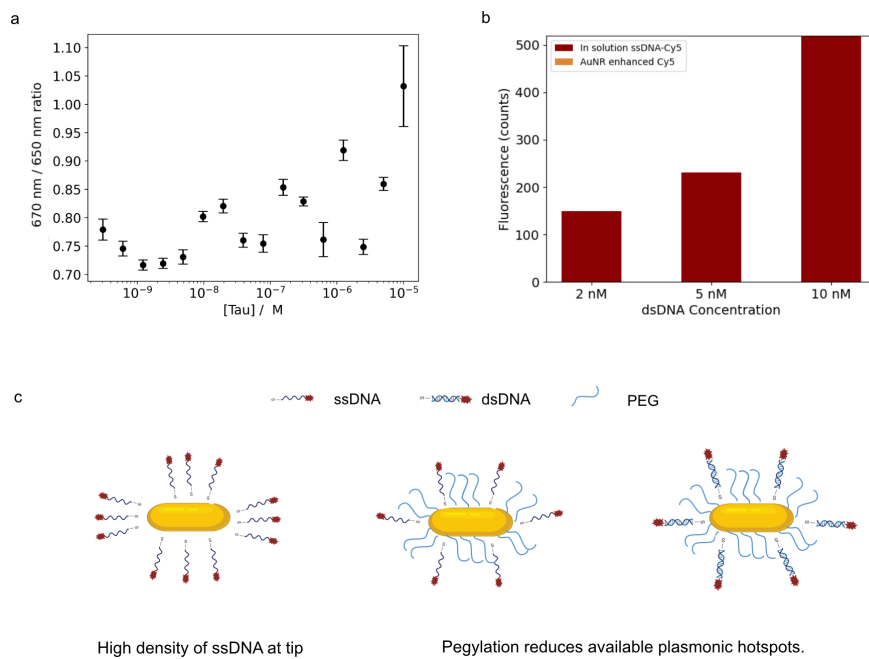 a
670 nm / 650 nm ratio
1.10
1.05
1.00
0.95
0.90
0.85
0.80
0.75
0.70
10⁻⁹ 10⁻⁸ 10⁻⁷ 10⁻⁶ 10⁻⁵
[Tau] / M
b
Fluorescence (counts)
500
400
300
200
100
0
In solution ssDNA-Cy5
AuNR enhanced Cy5
2 nM 5 nM 10 nM
dsDNA Concentration
c
ssDNA dsDNA PEG
High density of ssDNA at tip
Pegylation reduces available plasmonic hotspots.